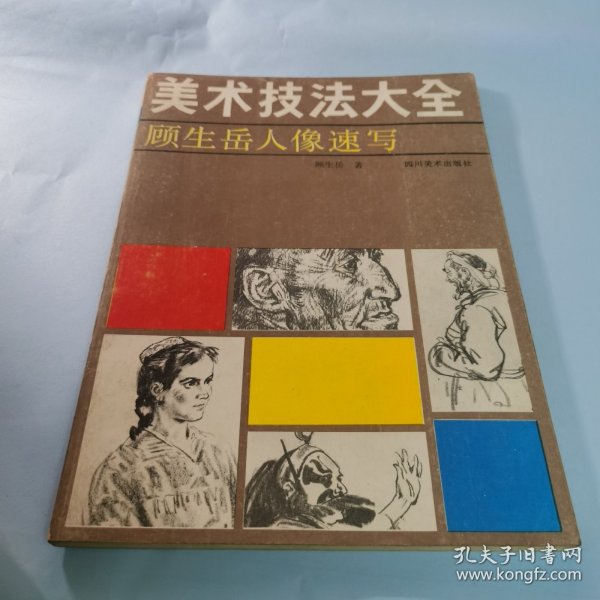 美术技法大全
顾生岳人像速写
顾生岳 著 四川美术出版社
孔夫子旧书网
www.kongfz.com